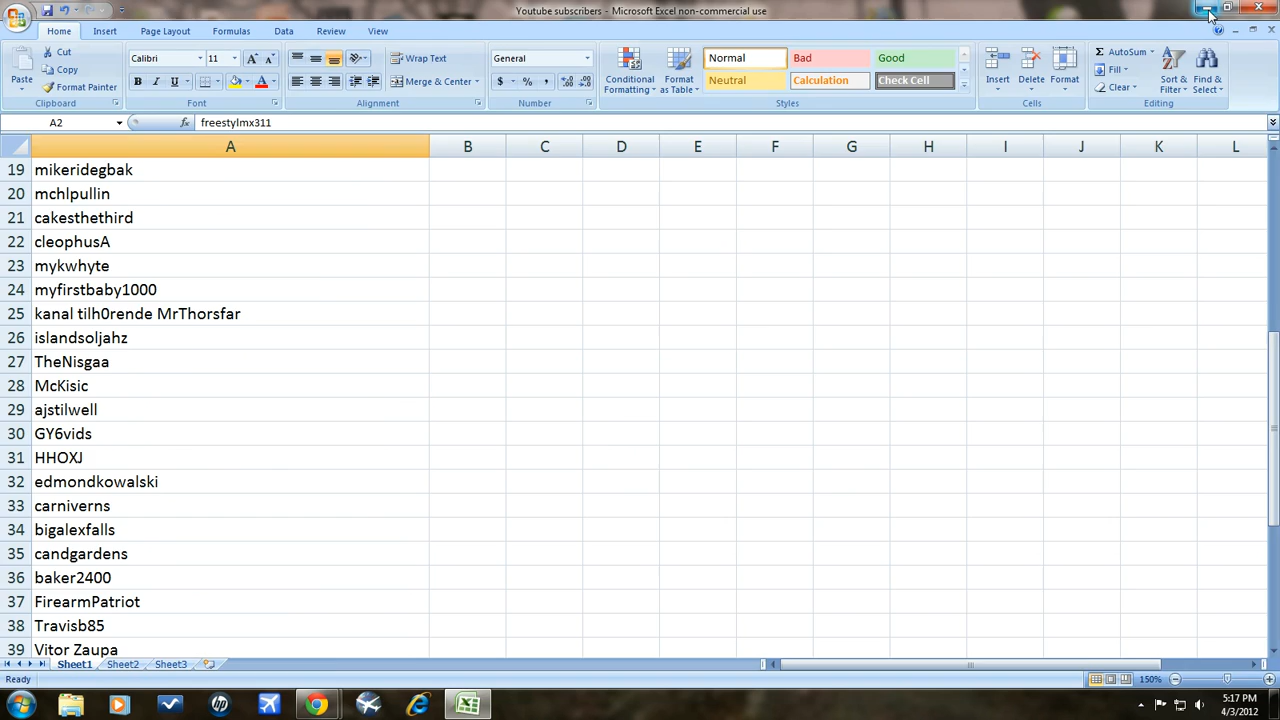 Youtube subscribers - Microsoft Excel non-commercial use
Home Insert Page Layout Formulas Data Review View
Paste Cut Copy Format Painter Clipboard
Calibri 11 B I U A Font
Wrap Text Merge & Center Alignment
General $ % , Number
Conditional Formatting Format as Table Normal Bad Good Neutral Calculation Check Cell Styles
Insert Delete Format Cells
AutoSum Fill Clear Sort & Filter Find & Select Editing
A2 fx freestylmx311
A B C D E F G H I J K L
19 mikeridegbak
20 mchlpullin
21 cakesthethird
22 cleophusA
23 mykwhyte
24 myfirstbaby1000
25 kanal tilh0rende MrThorsfar
26 islandsoljahz
27 TheNisgaa
28 McKisic
29 ajstilwell
30 GY6vids
31 HHOXJ
32 edmondkowalski
33 carniverns
34 bigalexfalls
35 candgardens
36 baker2400
37 FirearmPatriot
38 Travisb85
39 Vitor Zaupa
Sheet1 Sheet2 Sheet3
Ready 150%
5:17 PM
4/3/2012